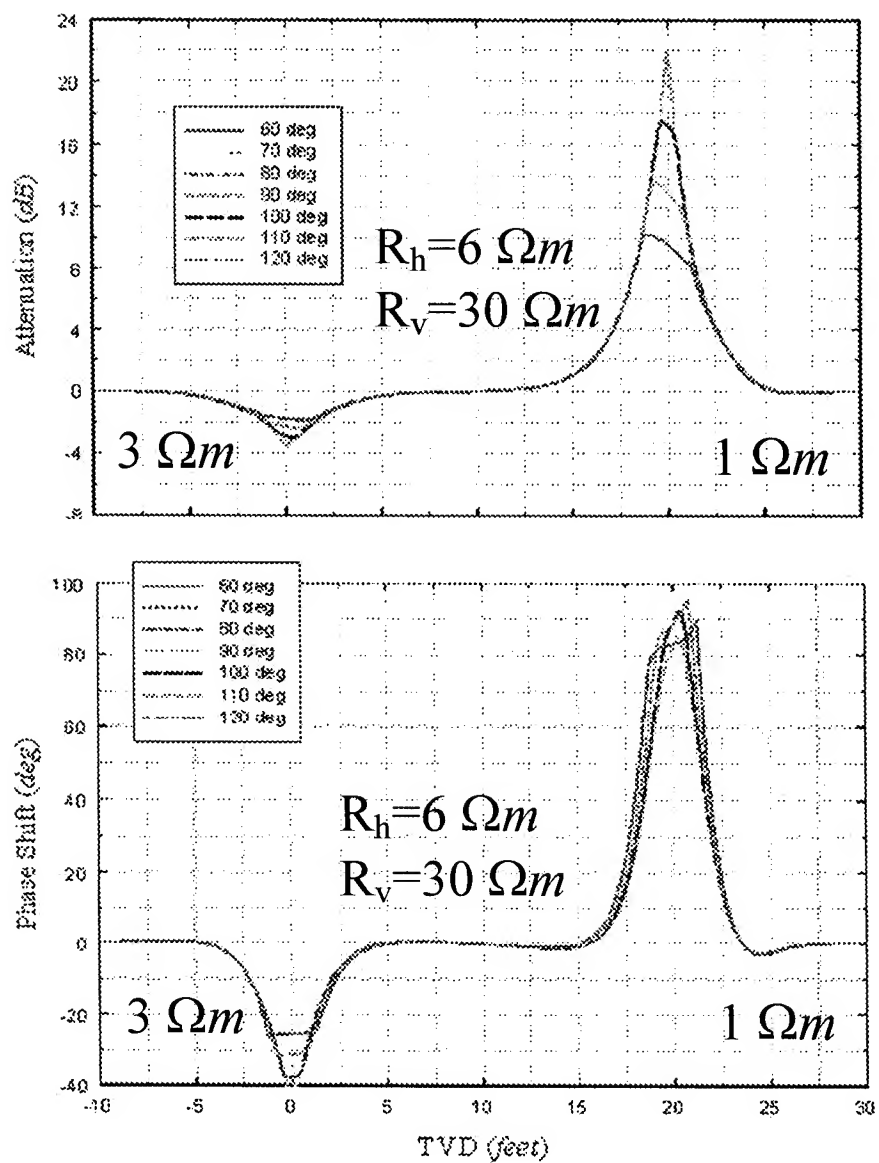 24
20
16
12
8
4
0
-4
-8
Attenuation (dB)
60 deg
70 deg
80 deg
90 deg
100 deg
110 deg
120 deg
Rₕ=6 Ωm
Rᵥ=30 Ωm
3 Ωm
1 Ωm
100
80
60
40
20
0
-20
-40
Phase Shift (deg)
60 deg
70 deg
80 deg
90 deg
100 deg
110 deg
120 deg
Rₕ=6 Ωm
Rᵥ=30 Ωm
3 Ωm
1 Ωm
-10 -5 0 5 10 15 20 25 30
TVD (feet)